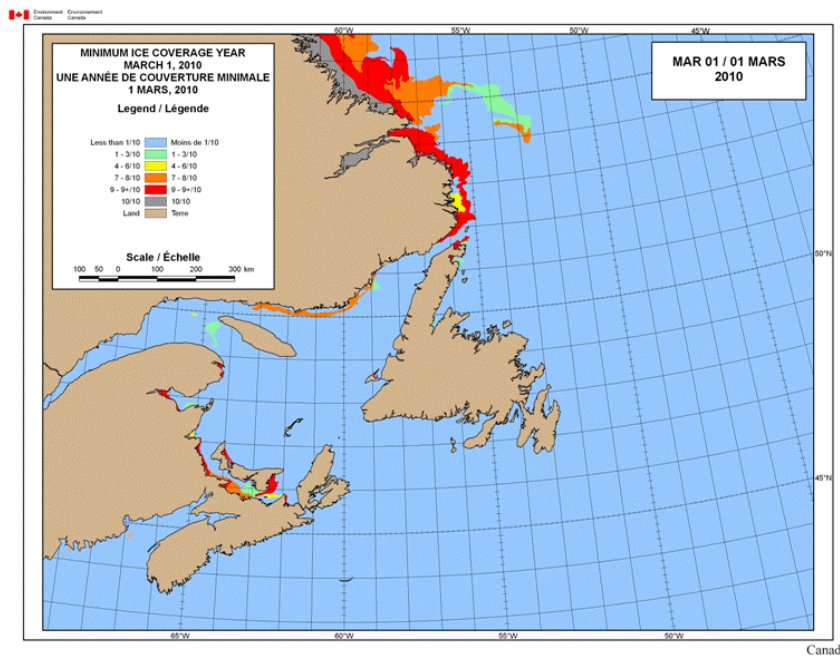 Environment Environnement
Canada Canada
60°W 55°W 50°W 45°W
MINIMUM ICE COVERAGE YEAR
MARCH 1, 2010
UNE ANNÉE DE COUVERTURE MINIMALE
1 MARS, 2010
Legend / Légende
Less than 1/10 Moins de 1/10
1 - 3/10 1 - 3/10
4 - 6/10 4 - 6/10
7 - 8/10 7 - 8/10
9 - 9+/10 9 - 9+/10
10/10 10/10
Land Terre
Scale / Échelle
100 50 0 100 200 300 km
MAR 01 / 01 MARS
2010
50°N
45°N
65°W 60°W 55°W 50°W
Canad